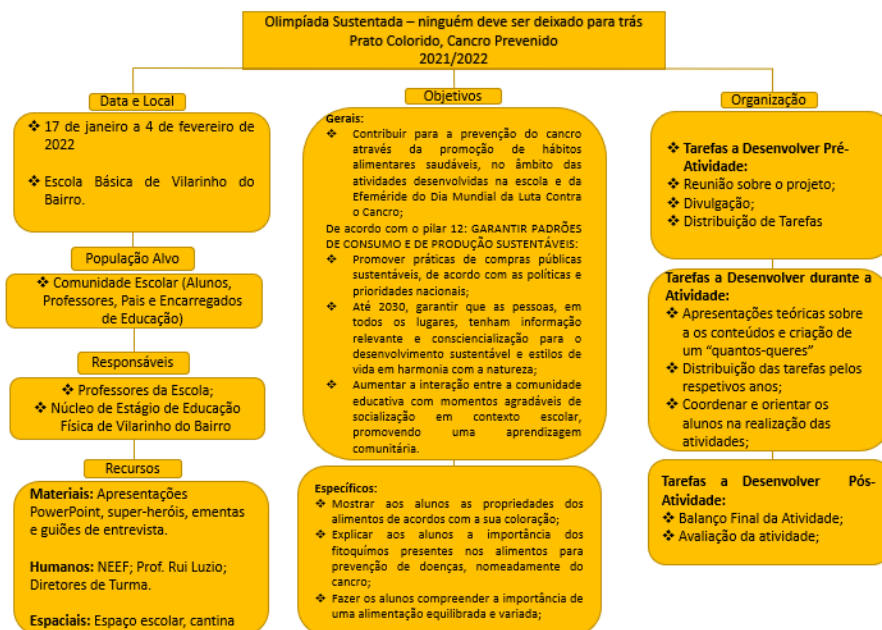 Olimpíada Sustentada – ninguém deve ser deixado para trás
Prato Colorido, Cancro Prevenido
2021/2022
Data e Local
❖ 17 de janeiro a 4 de fevereiro de
2022
❖ Escola Básica de Vilarinho do
Bairro.
População Alvo
❖ Comunidade Escolar (Alunos,
Professores, Pais e Encarregados
de Educação)
Responsáveis
❖ Professores da Escola;
❖ Núcleo de Estágio de Educação
Física de Vilarinho do Bairro
Recursos
Materiais: Apresentações
PowerPoint, super-heróis, ementas
e guiões de entrevista.
Humanos: NEEF; Prof. Rui Luzio;
Diretores de Turma.
Espaciais: Espaço escolar, cantina
Objetivos
Gerais:
❖ Contribuir para a prevenção do cancro
através da promoção de hábitos
alimentares saudáveis, no âmbito das
atividades desenvolvidas na escola e da
Efeméride do Dia Mundial da Luta Contra
o Cancro;
De acordo com o pilar 12: GARANTIR PADRÕES
DE CONSUMO E DE PRODUÇÃO SUSTENTÁVEIS:
❖ Promover práticas de compras públicas
sustentáveis, de acordo com as políticas e
prioridades nacionais;
❖ Até 2030, garantir que as pessoas, em
todos os lugares, tenham informação
relevante e consciencialização para o
desenvolvimento sustentável e estilos de
vida em harmonia com a natureza;
❖ Aumentar a interação entre a comunidade
educativa com momentos agradáveis de
socialização em contexto escolar,
promovendo uma aprendizagem
comunitária.
Específicos:
❖ Mostrar aos alunos as propriedades dos
alimentos de acordos com a sua coloração;
❖ Explicar aos alunos a importância dos
fitoquímos presentes nos alimentos para
prevenção de doenças, nomeadamente do
cancro;
❖ Fazer os alunos compreender a importância de
uma alimentação equilibrada e variada;
Organização
❖ Tarefas a Desenvolver Pré-
Atividade:
❖ Reunião sobre o projeto;
❖ Divulgação;
❖ Distribuição de Tarefas
Tarefas a Desenvolver durante a
Atividade:
❖ Apresentações teóricas sobre
a os conteúdos e criação de
um “quantos-queres”
❖ Distribuição das tarefas pelos
respetivos anos;
❖ Coordenar e orientar os
alunos na realização das
atividades;
Tarefas a Desenvolver Pós-
Atividade:
❖ Balanço Final da Atividade;
❖ Avaliação da atividade;